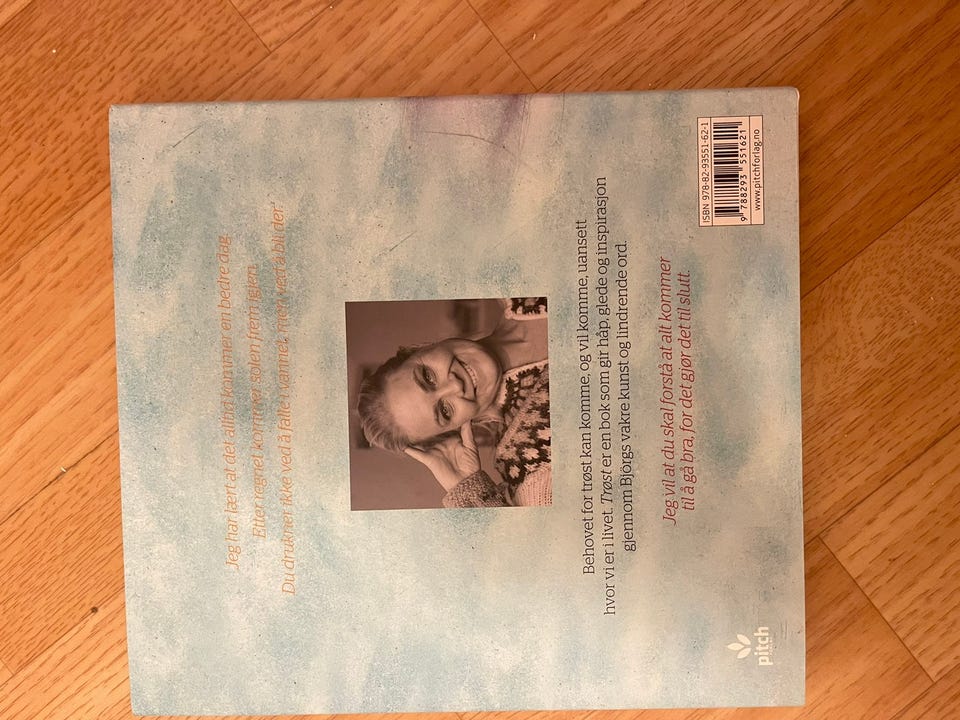 Jeg har lært at det alltid kommer en bedre dag
Etter regnet kommer solen frem igjen.
Du drukner ikke ved å falle i vannet, men ved å bli der.
Behovet for trøst kan komme, og vil komme, uansett
hvor vi er i livet. Trøst er en bok som gir håp, glede og inspirasjon
gjennom Björgs vakre kunst og lindrende ord.
Jeg vil at du skal forstå at alt kommer
til å gå bra, for det gjør det til slutt.
pitch
ISBN 978-82-93551-62-1
9 788293 551621
www.pitchforlag.no